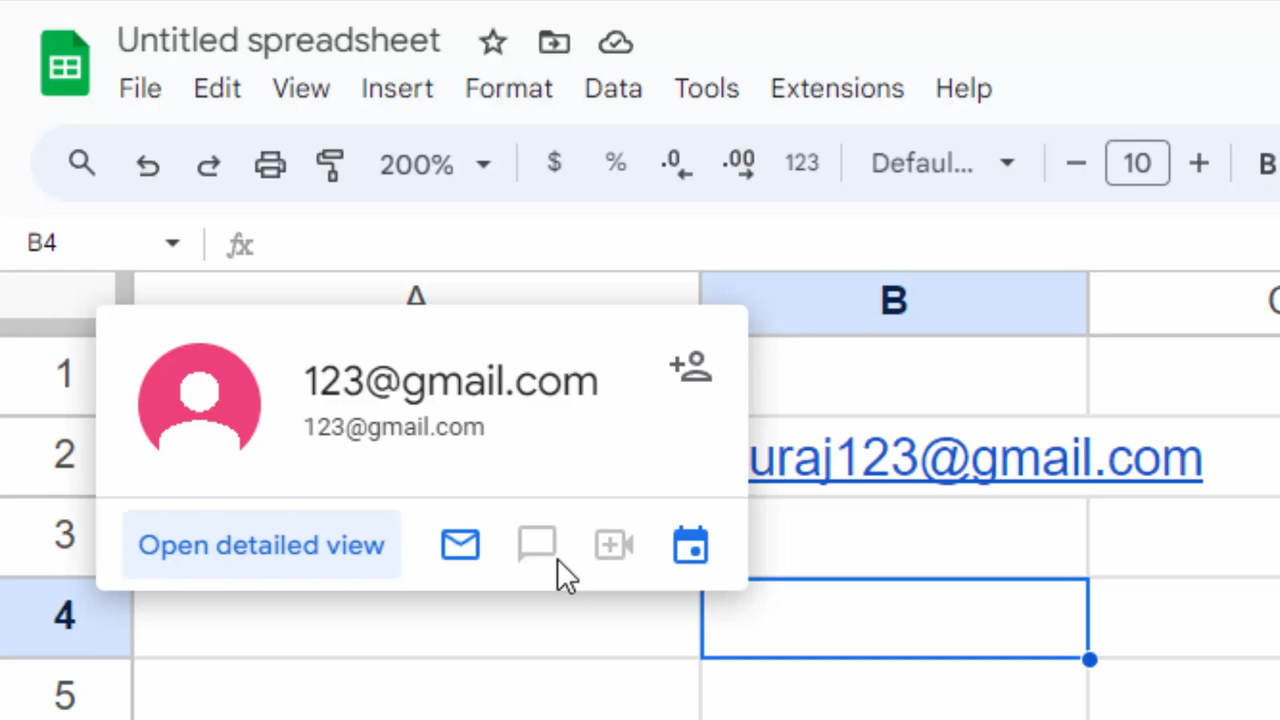 Untitled spreadsheet
File Edit View Insert Format Data Tools Extensions Help
200% $ % .0 .00 123 Defaul... 10 B
B4 fx
A B
1
123@gmail.com
123@gmail.com
2 uraj123@gmail.com
3
Open detailed view
4
5